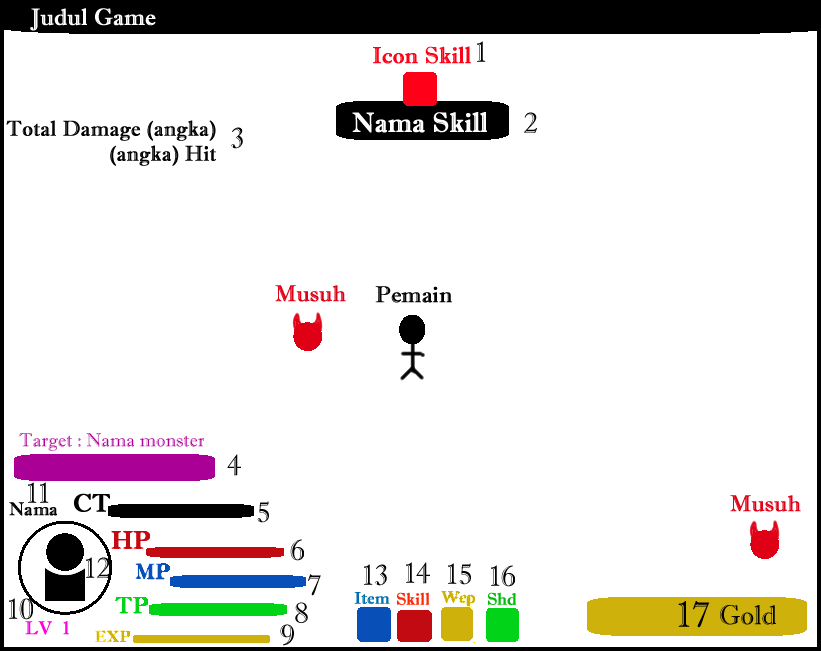 Judul Game
Icon Skill 1
Nama Skill 2
Total Damage (angka) 3
(angka) Hit
Musuh
Pemain
Target : Nama monster
4
11
Nama
CT 5
HP 6
12
MP 7
10
TP 8
LV 1
EXP 9
13 14 15 16
Item Skill Wep Shd
Musuh
17 Gold